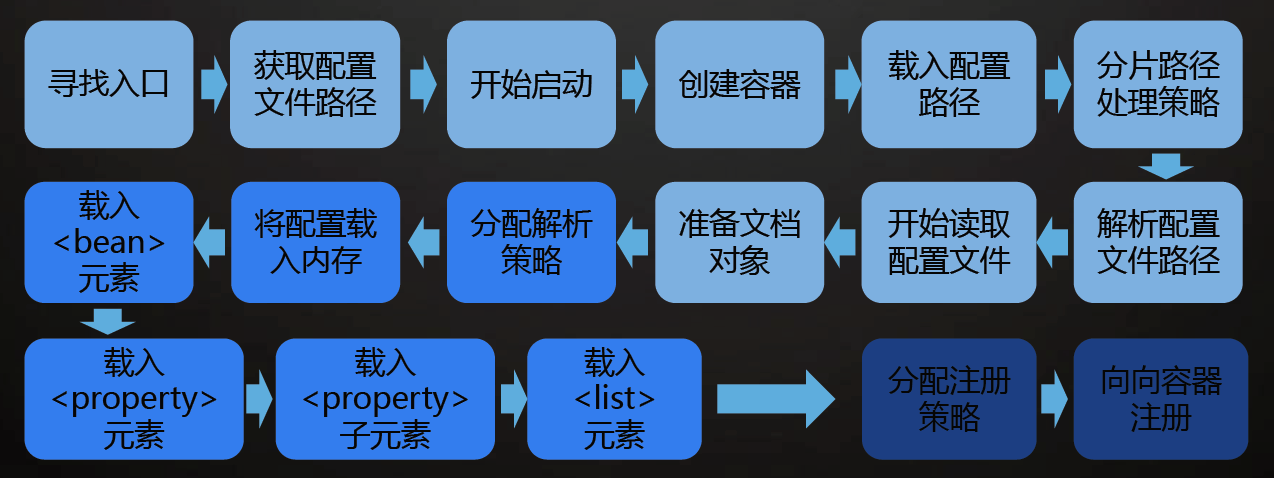 寻找入口
获取配置
文件路径
开始启动
创建容器
载入配置
路径
分片路径
处理策略
解析配置
文件路径
开始读取
配置文件
准备文档
对象
分配解析
策略
将配置载
入内存
载入
<bean>
元素
载入
<property>
元素
载入
<property>
子元素
载入
<list>
元素
分配注册
策略
向向容器
注册